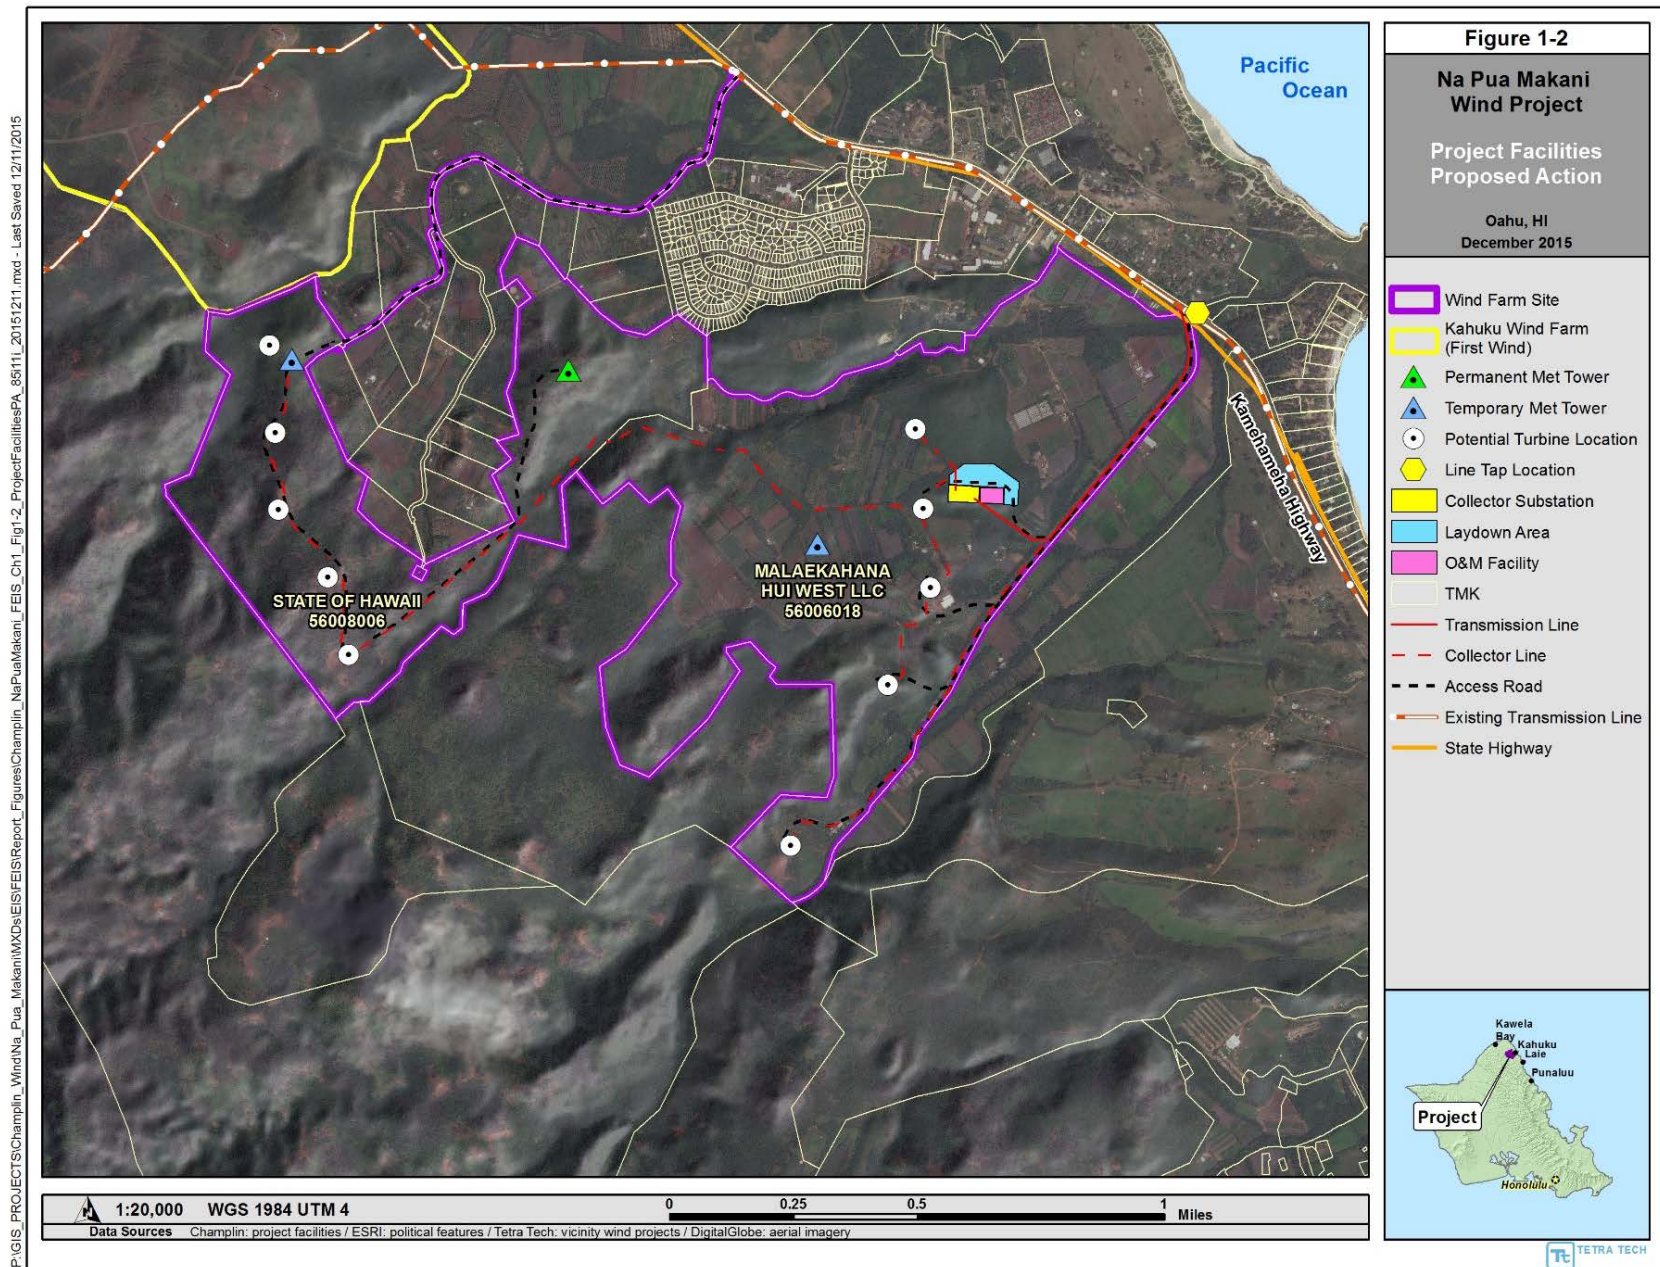 Figure 1-2
Na Pua Makani
Wind Project
Project Facilities
Proposed Action
Oahu, HI
December 2015
Wind Farm Site
Kahuku Wind Farm
(First Wind)
Permanent Met Tower
Temporary Met Tower
Potential Turbine Location
Line Tap Location
Collector Substation
Laydown Area
O&M Facility
TMK
Transmission Line
Collector Line
Access Road
Existing Transmission Line
State Highway
Pacific
Ocean
Kamehameha Highway
STATE OF HAWAII
56008006
MALAEKAHANA
HUI WEST LLC
56006018
Kawela
Bay
Kahuku
Laie
Punaluu
Project
Honolulu
N
1:20,000 WGS 1984 UTM 4
0 0.25 0.5 1
Miles
Data Sources Champlin: project facilities / ESRI: political features / Tetra Tech: vicinity wind projects / DigitalGlobe: aerial imagery
Tt TETRA TECH
P:\GIS_PROJECTS\Champlin_Wind\Na_Pua_Makani\MXDs\EIS\FEIS\Report_Figures\Champlin_NaPuaMakani_FEIS_Ch1_Fig1-2_ProjectFacilitiesPA_85i11i_20151211.mxd - Last Saved 12/11/2015